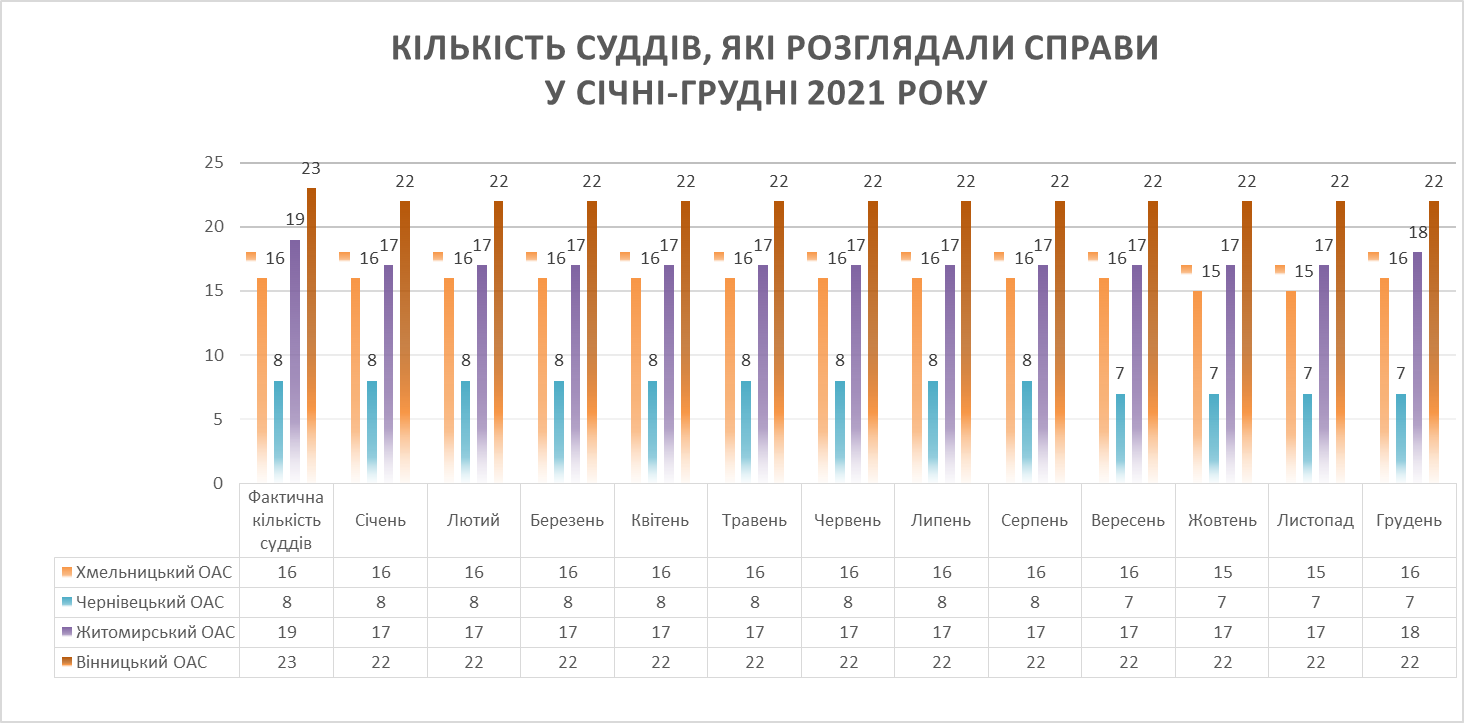 КІЛЬКІСТЬ СУДДІВ, ЯКІ РОЗГЛЯДАЛИ СПРАВИ
У СІЧНІ-ГРУДНІ 2021 РОКУ
25
20
15
10
5
0
16 8 19 23
16 8 17 22
16 8 17 22
16 8 17 22
16 8 17 22
16 8 17 22
16 8 17 22
16 8 17 22
16 8 17 22
16 7 17 22
15 7 17 22
15 7 17 22
16 7 18 22
Фактична
кількість
суддів
Січень Лютий Березень Квітень Травень Червень Липень Серпень Вересень Жовтень Листопад Грудень
Хмельницький ОАС 16 16 16 16 16 16 16 16 16 16 15 15 16
Чернівецький ОАС 8 8 8 8 8 8 8 8 8 7 7 7 7
Житомирський ОАС 19 17 17 17 17 17 17 17 17 17 17 17 18
Вінницький ОАС 23 22 22 22 22 22 22 22 22 22 22 22 22